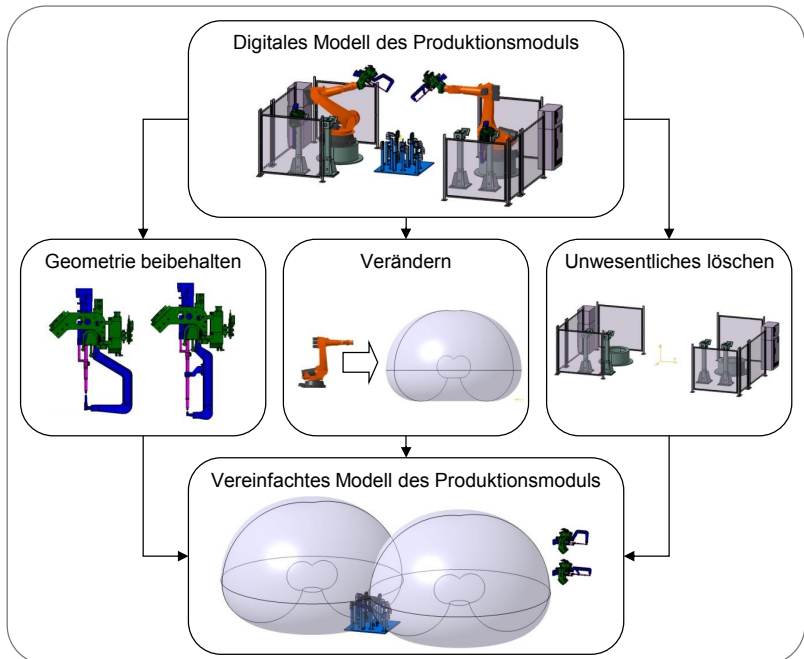 Digitales Modell des Produktionsmoduls
Geometrie beibehalten
Verändern
Unwesentliches löschen
Vereinfachtes Modell des Produktionsmoduls